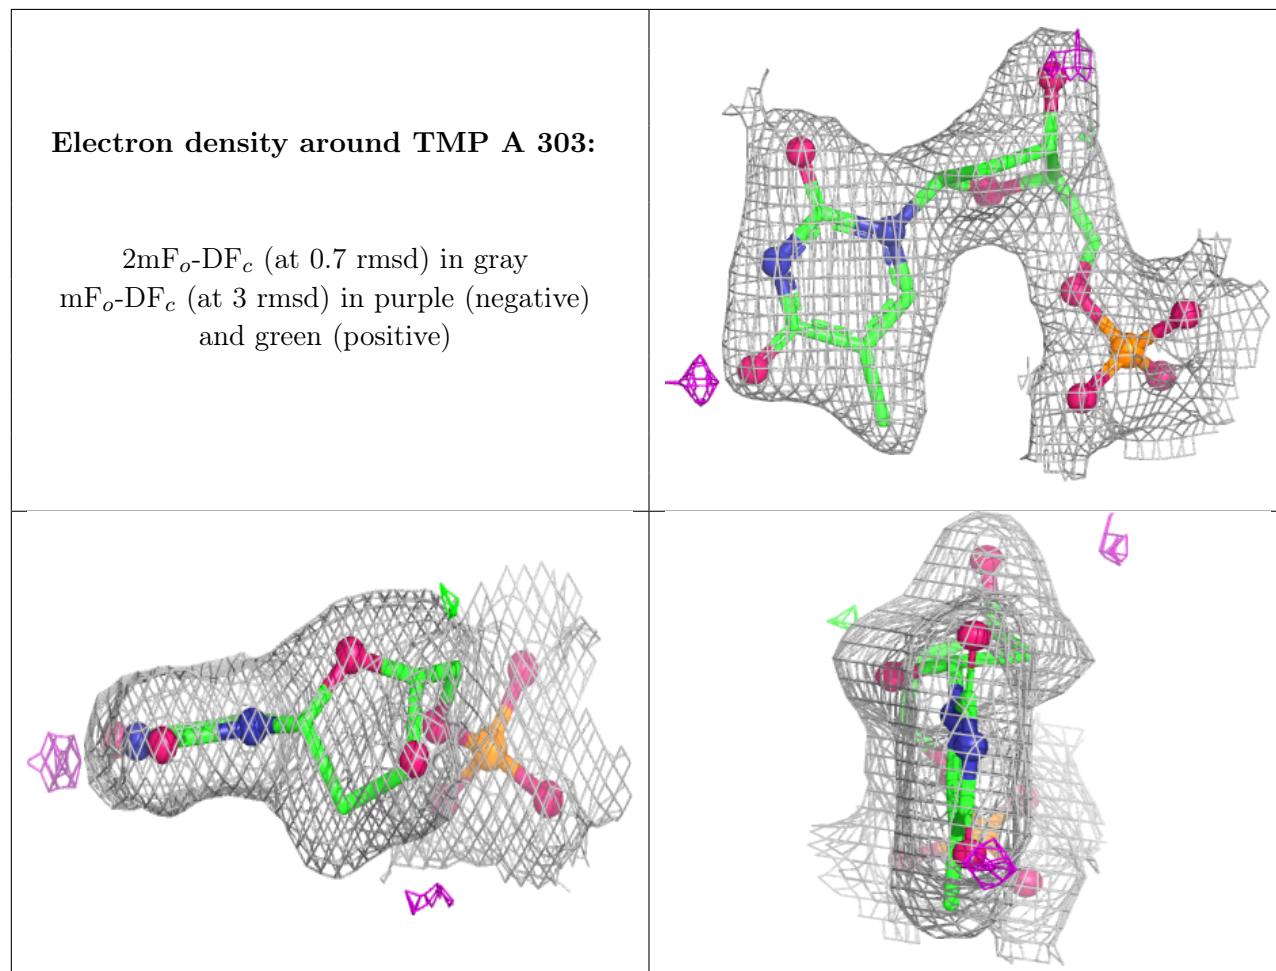 Electron density around TMP A 303:
2mFo-DFc (at 0.7 rmsd) in gray
mFo-DFc (at 3 rmsd) in purple (negative)
and green (positive)